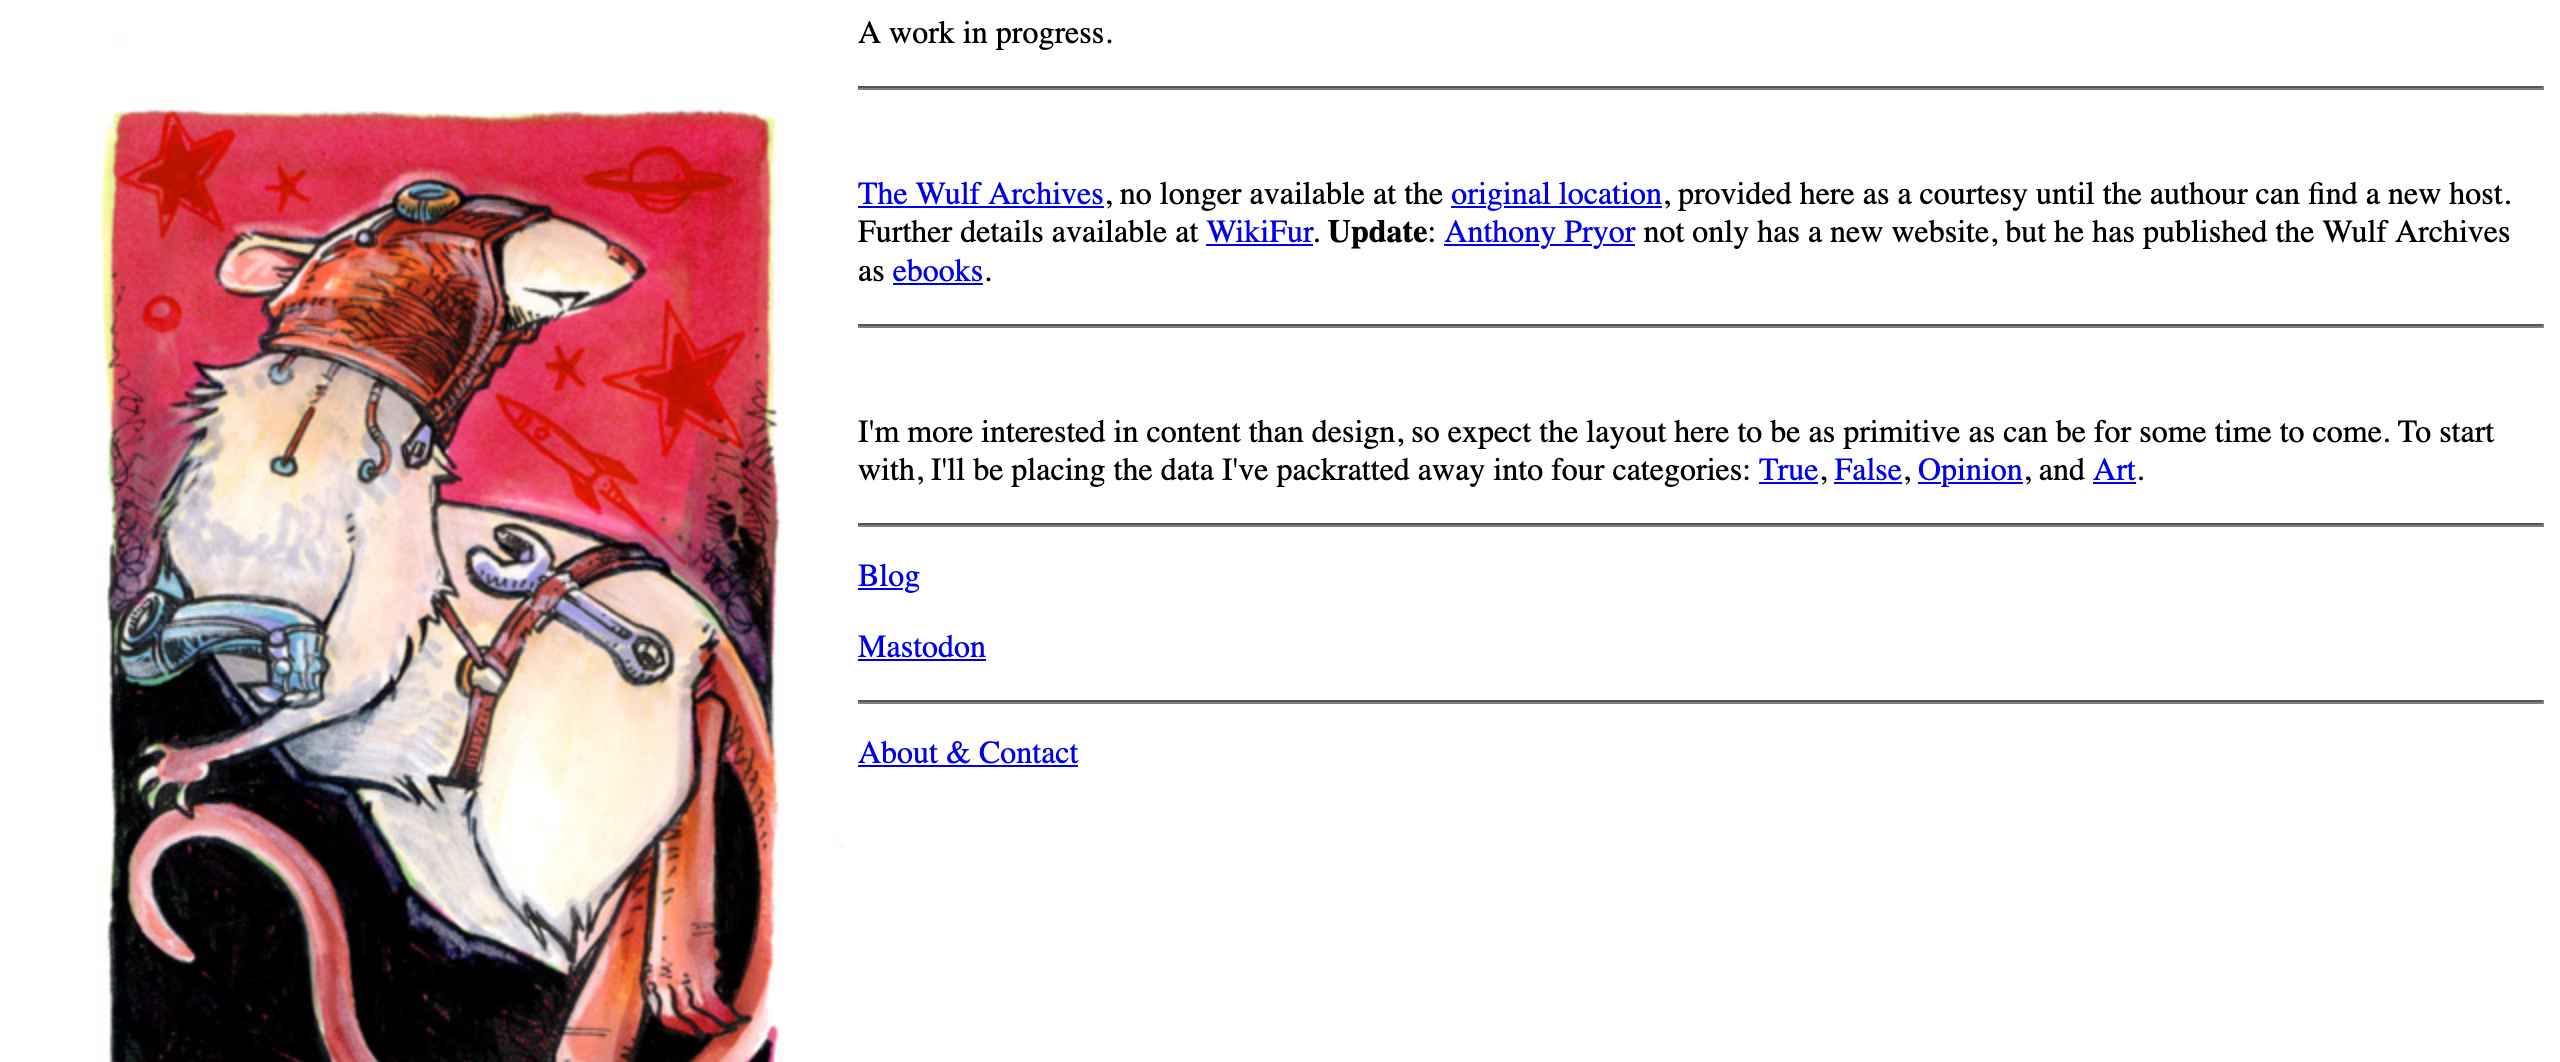 A work in progress.
The Wulf Archives, no longer available at the original location, provided here as a courtesy until the authour can find a new host.
Further details available at WikiFur. Update: Anthony Pryor not only has a new website, but he has published the Wulf Archives
as ebooks.
I'm more interested in content than design, so expect the layout here to be as primitive as can be for some time to come. To start
with, I'll be placing the data I've packratted away into four categories: True, False, Opinion, and Art.
Blog
Mastodon
About & Contact